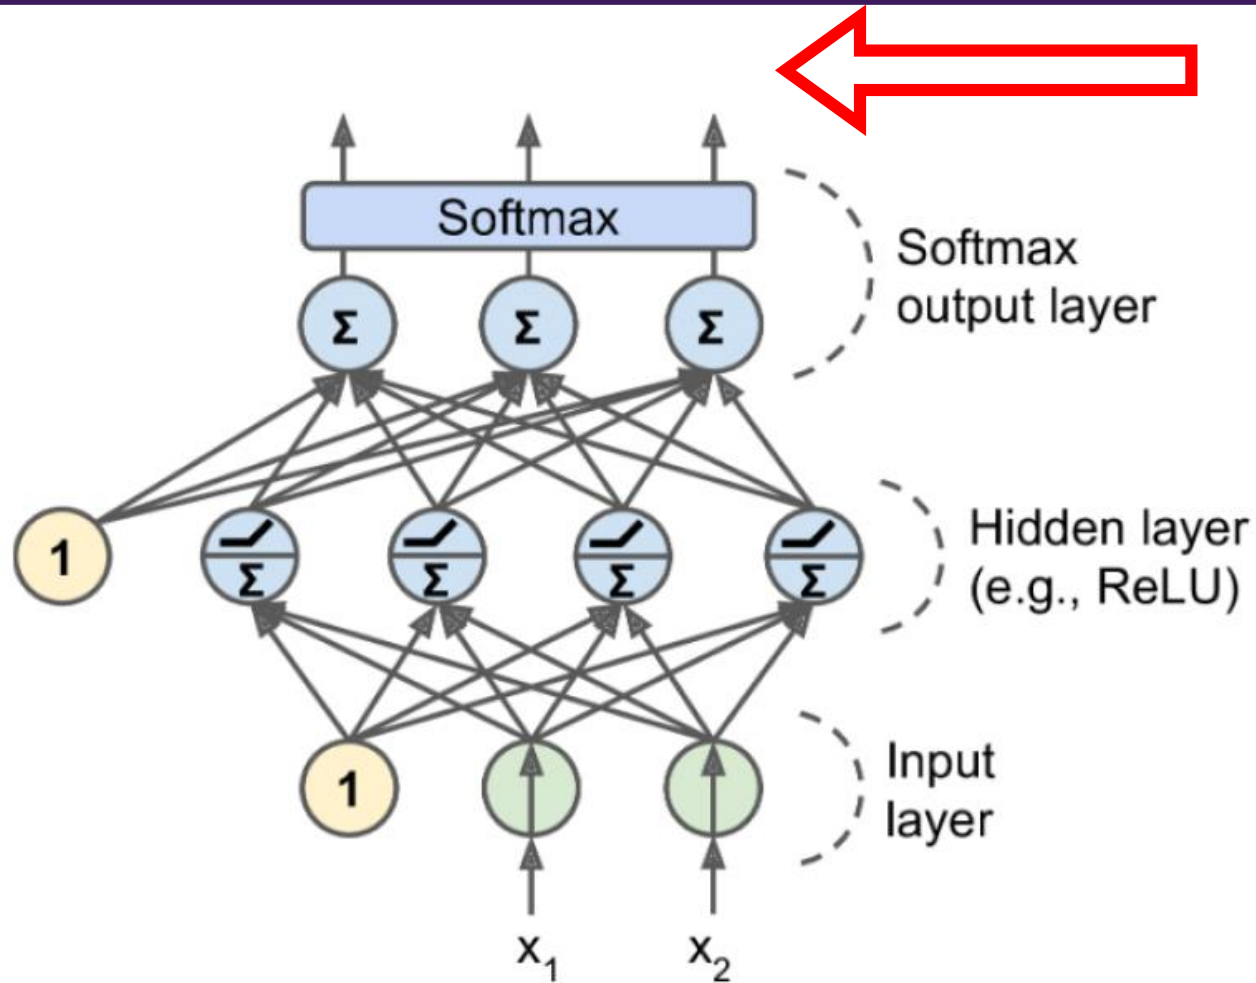 Softmax
Softmax
output layer
Σ Σ Σ
Hidden layer
(e.g., ReLU)
1
Σ Σ Σ Σ
Input
layer
1
x₁ x₂